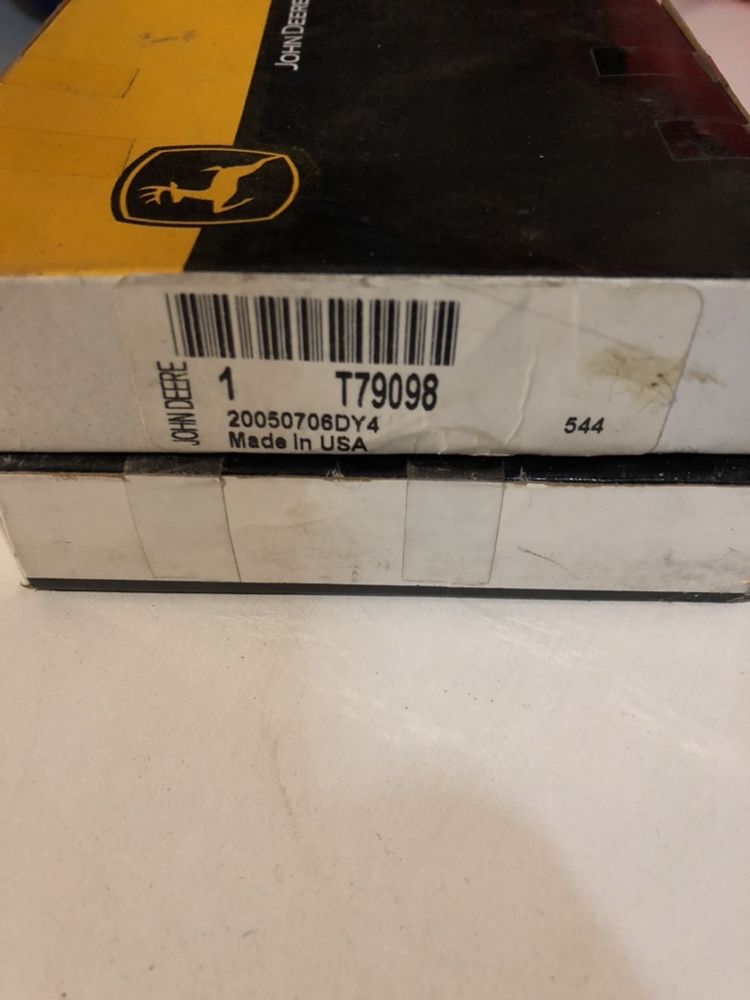 JOHN DEERE
JOHN DEERE
1 T79098
20050706DY4
Made In USA
544